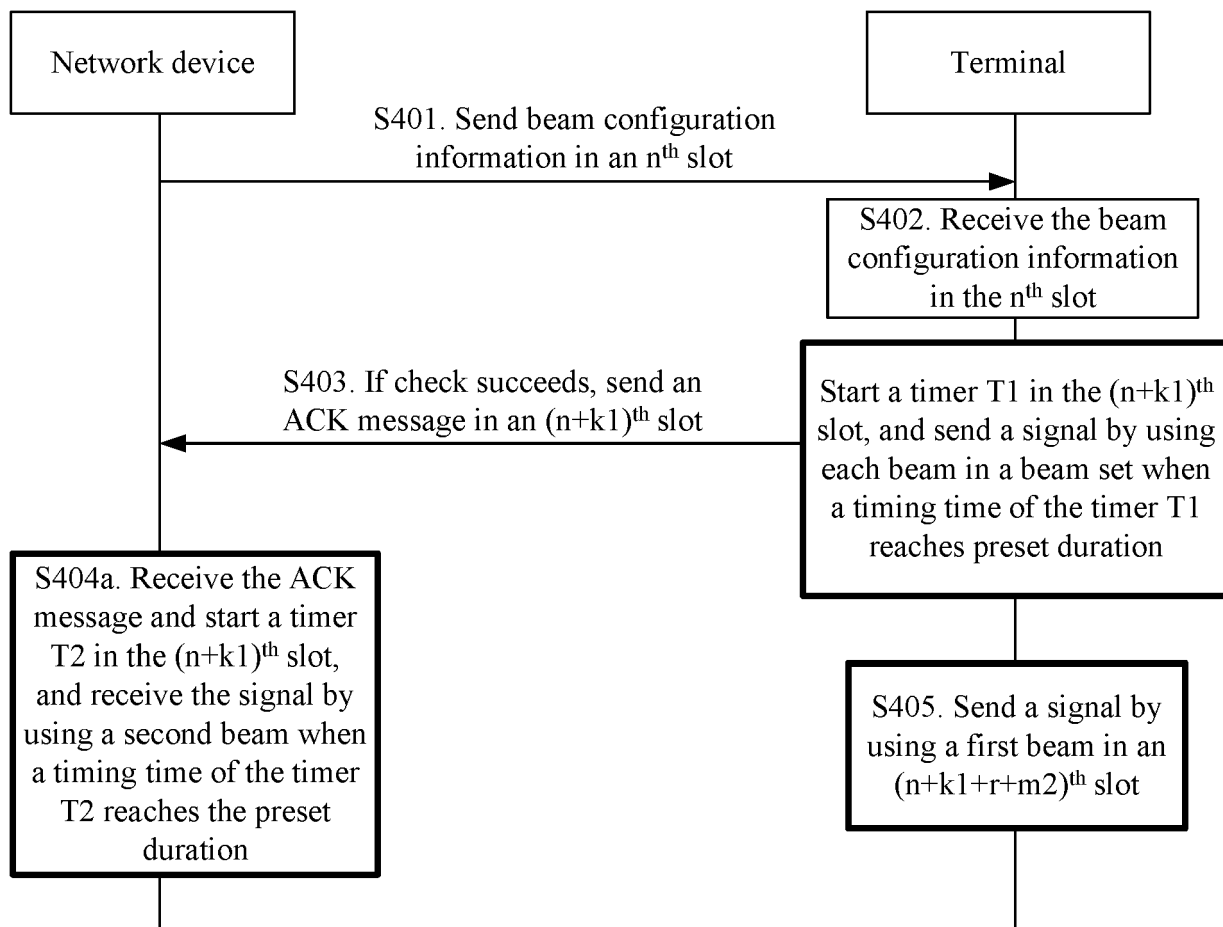 Network device
Terminal
S401. Send beam configuration
information in an nth slot
S402. Receive the beam
configuration information
in the nth slot
S403. If check succeeds, send an
ACK message in an (n+k1)th slot
Start a timer T1 in the (n+k1)th
slot, and send a signal by using
each beam in a beam set when
a timing time of the timer T1
reaches preset duration
S404a. Receive the ACK
message and start a timer
T2 in the (n+k1)th slot,
and receive the signal by
using a second beam when
a timing time of the timer
T2 reaches the preset
duration
S405. Send a signal by
using a first beam in an
(n+k1+r+m2)th slot